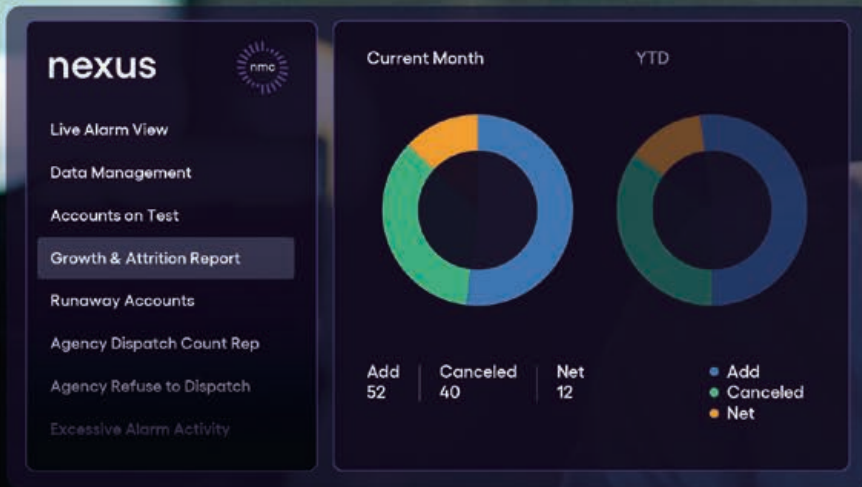 nexus
nmc
Live Alarm View
Data Management
Accounts on Test
Growth & Attrition Report
Runaway Accounts
Agency Dispatch Count Rep
Agency Refuse to Dispatch
Excessive Alarm Activity
Current Month
YTD
Add
Canceled
Net
52
40
12
Add
Canceled
Net